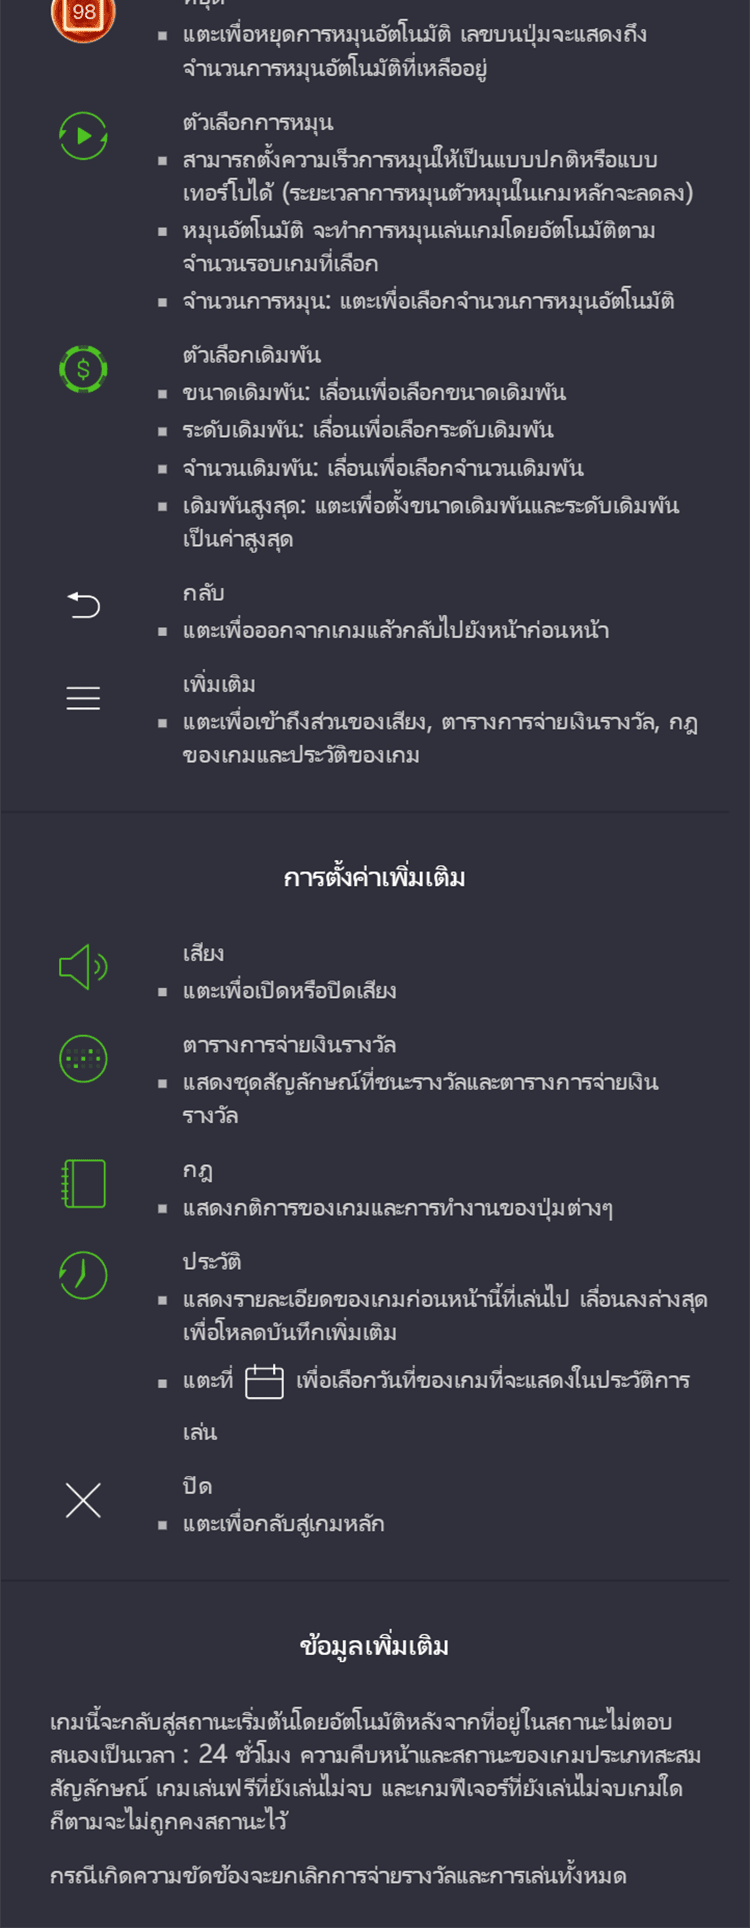 98
แตะเพื่อหยุดการหมุนอัตโนมัติ เลขบนปุ่มจะแสดงถึง
จำนวนการหมุนอัตโนมัติที่เหลืออยู่
ตัวเลือกการหมุน
สามารถตั้งความเร็วการหมุนให้เป็นแบบปกติหรือแบบ
เทอร์โบได้ (ระยะเวลาการหมุนตัวหมุนในเกมหลักจะลดลง)
หมุนอัตโนมัติ จะทำการหมุนเล่นเกมโดยอัตโนมัติตาม
จำนวนรอบเกมที่เลือก
จำนวนการหมุน: แตะเพื่อเลือกจำนวนการหมุนอัตโนมัติ
$
ตัวเลือกเดิมพัน
ขนาดเดิมพัน: เลื่อนเพื่อเลือกขนาดเดิมพัน
ระดับเดิมพัน: เลื่อนเพื่อเลือกระดับเดิมพัน
จำนวนเดิมพัน: เลื่อนเพื่อเลือกจำนวนเดิมพัน
เดิมพันสูงสุด: แตะเพื่อตั้งขนาดเดิมพันและระดับเดิมพัน
เป็นค่าสูงสุด
กลับ
แตะเพื่อออกจากเกมแล้วกลับไปยังหน้าก่อนหน้า
เพิ่มเติม
แตะเพื่อเข้าถึงส่วนของเสียง, ตารางการจ่ายเงินรางวัล, กฎ
ของเกมและประวัติของเกม
การตั้งค่าเพิ่มเติม
เสียง
แตะเพื่อเปิดหรือปิดเสียง
ตารางการจ่ายเงินรางวัล
แสดงชุดสัญลักษณ์ที่ชนะรางวัลและตารางการจ่ายเงิน
รางวัล
กฎ
แสดงกติการของเกมและการทำงานของปุ่มต่างๆ
ประวัติ
แสดงรายละเอียดของเกมก่อนหน้านี้ที่เล่นไป เลื่อนลงล่างสุด
เพื่อโหลดบันทึกเพิ่มเติม
แตะที่ เพื่อเลือกวันที่ของเกมที่จะแสดงในประวัติการ
เล่น
ปิด
แตะเพื่อกลับสู่เกมหลัก
ข้อมูลเพิ่มเติม
เกมนี้จะกลับสู่สถานะเริ่มต้นโดยอัตโนมัติหลังจากที่อยู่ในสถานะไม่ตอบ
สนองเป็นเวลา : 24 ชั่วโมง ความคืบหน้าและสถานะของเกมประเภทสะสม
สัญลักษณ์ เกมเล่นฟรีที่ยังเล่นไม่จบ และเกมฟีเจอร์ที่ยังเล่นไม่จบเกมใด
ก็ตามจะไม่ถูกคงสถานะไว้
กรณีเกิดความขัดข้องจะยกเลิกการจ่ายรางวัลและการเล่นทั้งหมด